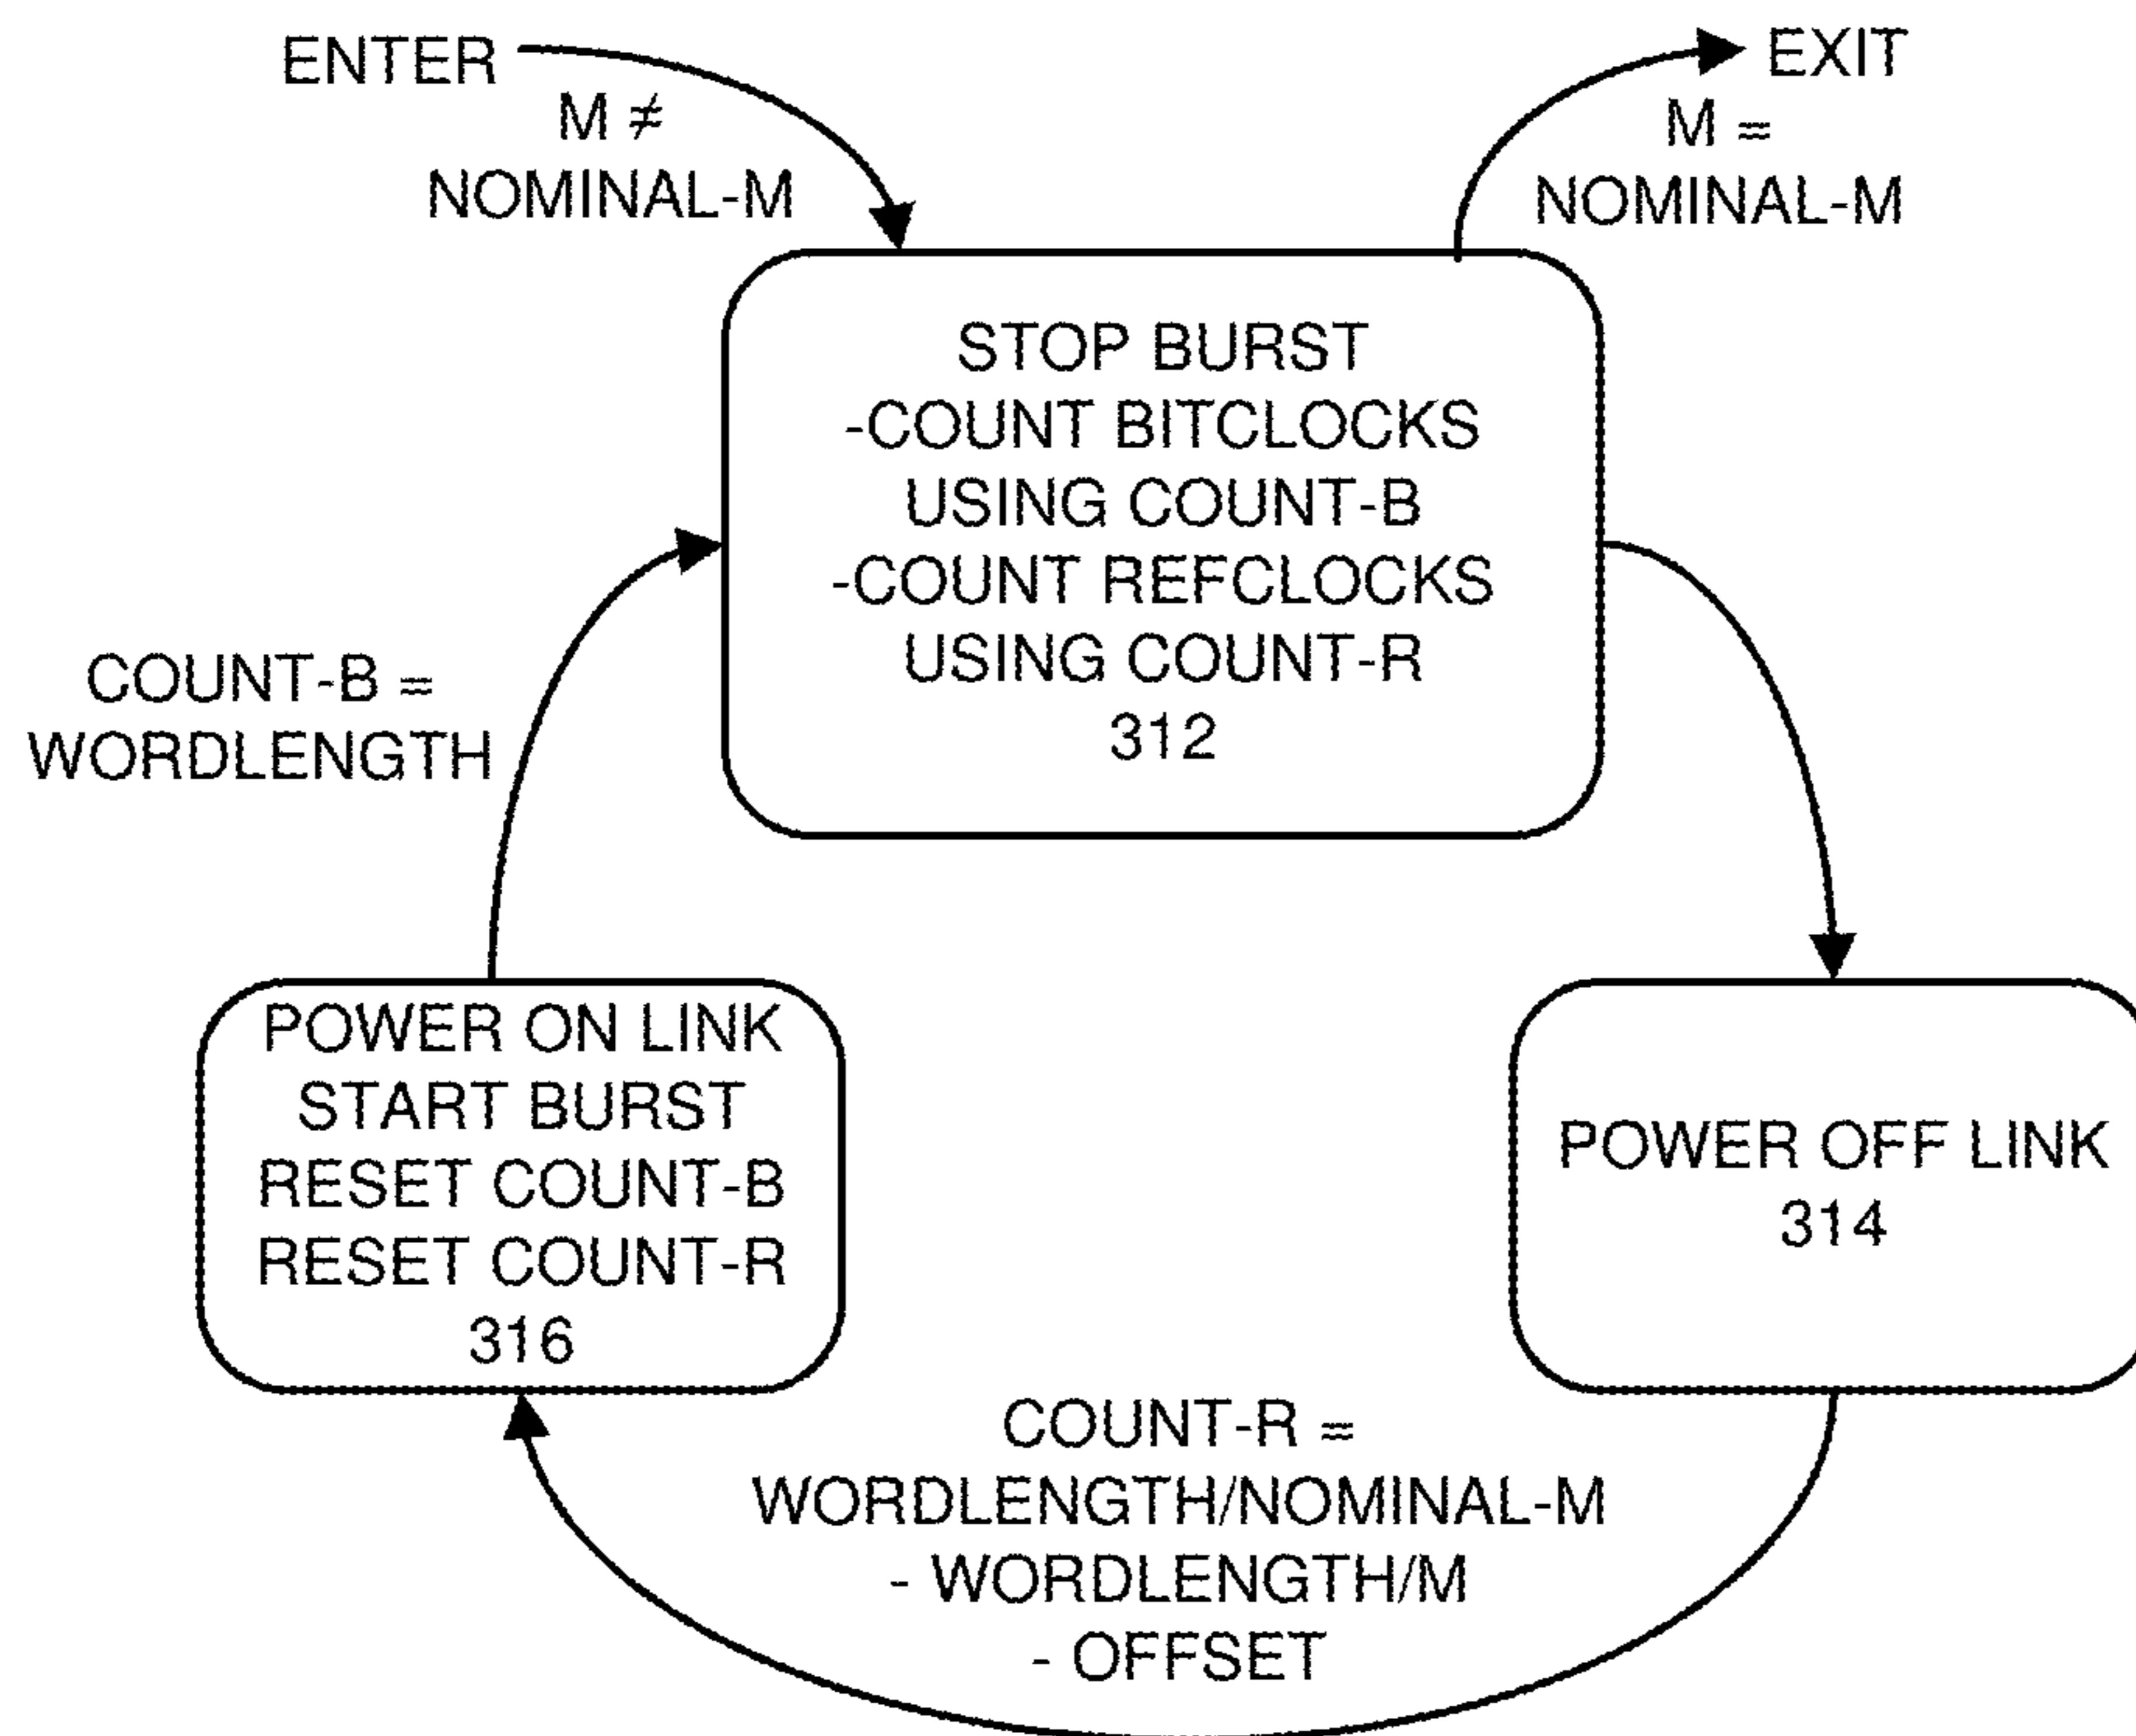 ENTER
M ≠
NOMINAL-M
EXIT
M =
NOMINAL-M
STOP BURST
-COUNT BITCLOCKS
USING COUNT-B
-COUNT REFCLOCKS
USING COUNT-R
312
COUNT-B =
WORDLENGTH
POWER ON LINK
START BURST
RESET COUNT-B
RESET COUNT-R
316
POWER OFF LINK
314
COUNT-R =
WORDLENGTH/NOMINAL-M
- WORDLENGTH/M
- OFFSET